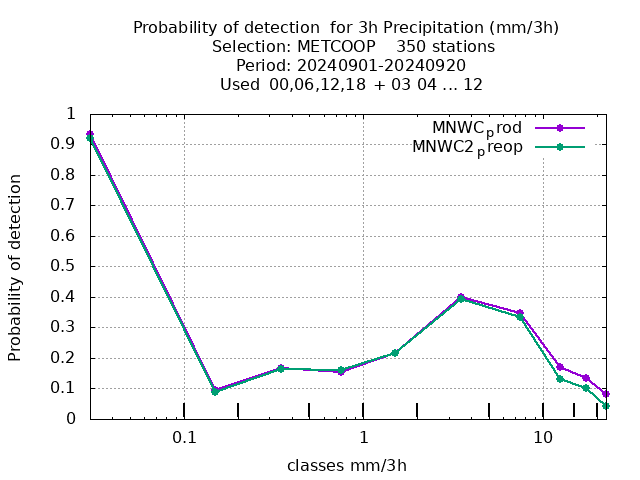 Probability of detection  for 3h Precipitation (mm/3h)
Selection: METCOOP    350 stations
Period: 20240901-20240920
Used  00,06,12,18  + 03 04 ... 12
MNWCprod
MNWC2preop
1
0.9
0.8
0.7
0.6
0.5
0.4
0.3
0.2
0.1
0
Probability of detection
0.1 1 10
classes mm/3h